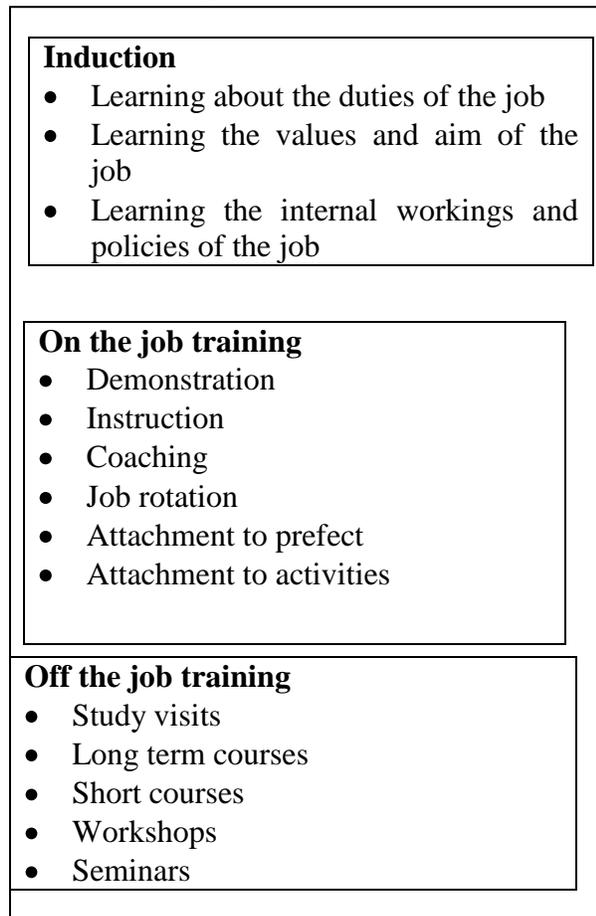 Induction
• Learning about the duties of the job
• Learning the values and aim of the
job
• Learning the internal workings and
policies of the job
On the job training
• Demonstration
• Instruction
• Coaching
• Job rotation
• Attachment to prefect
• Attachment to activities
Off the job training
• Study visits
• Long term courses
• Short courses
• Workshops
• Seminars